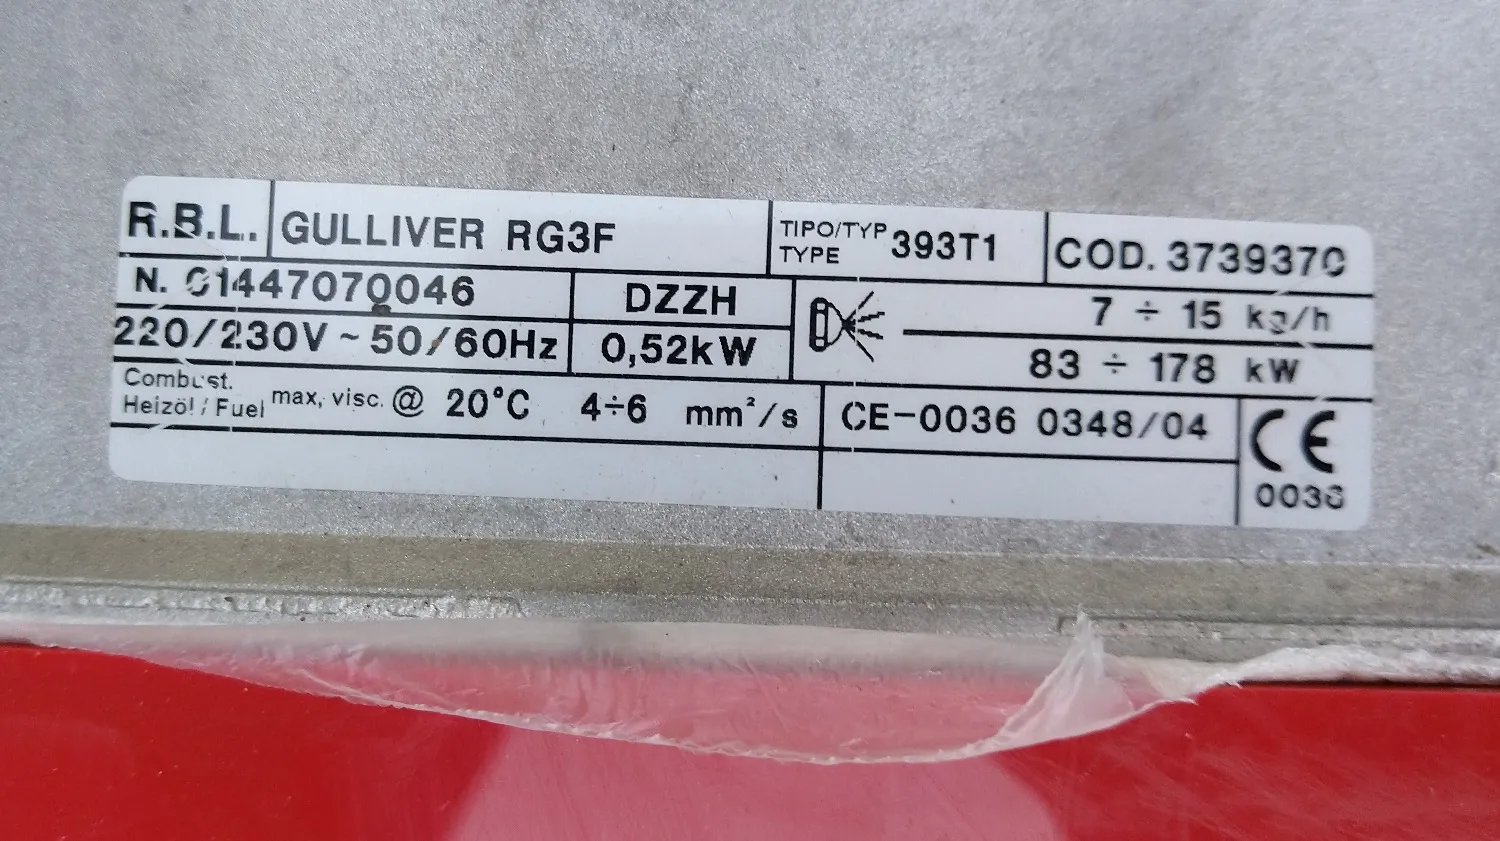 R.B.L. GULLIVER RG3F TIPO/TYP TYPE 393T1 COD. 3739370
N. 01447070046 DZZH 7 ÷ 15 kg/h
220/230V ~ 50/60Hz 0,52kW 83 ÷ 178 kW
Combust. Heizöl / Fuel max, visc. @ 20°C 4÷6 mm²/s CE-0036 0348/04 CE
0036